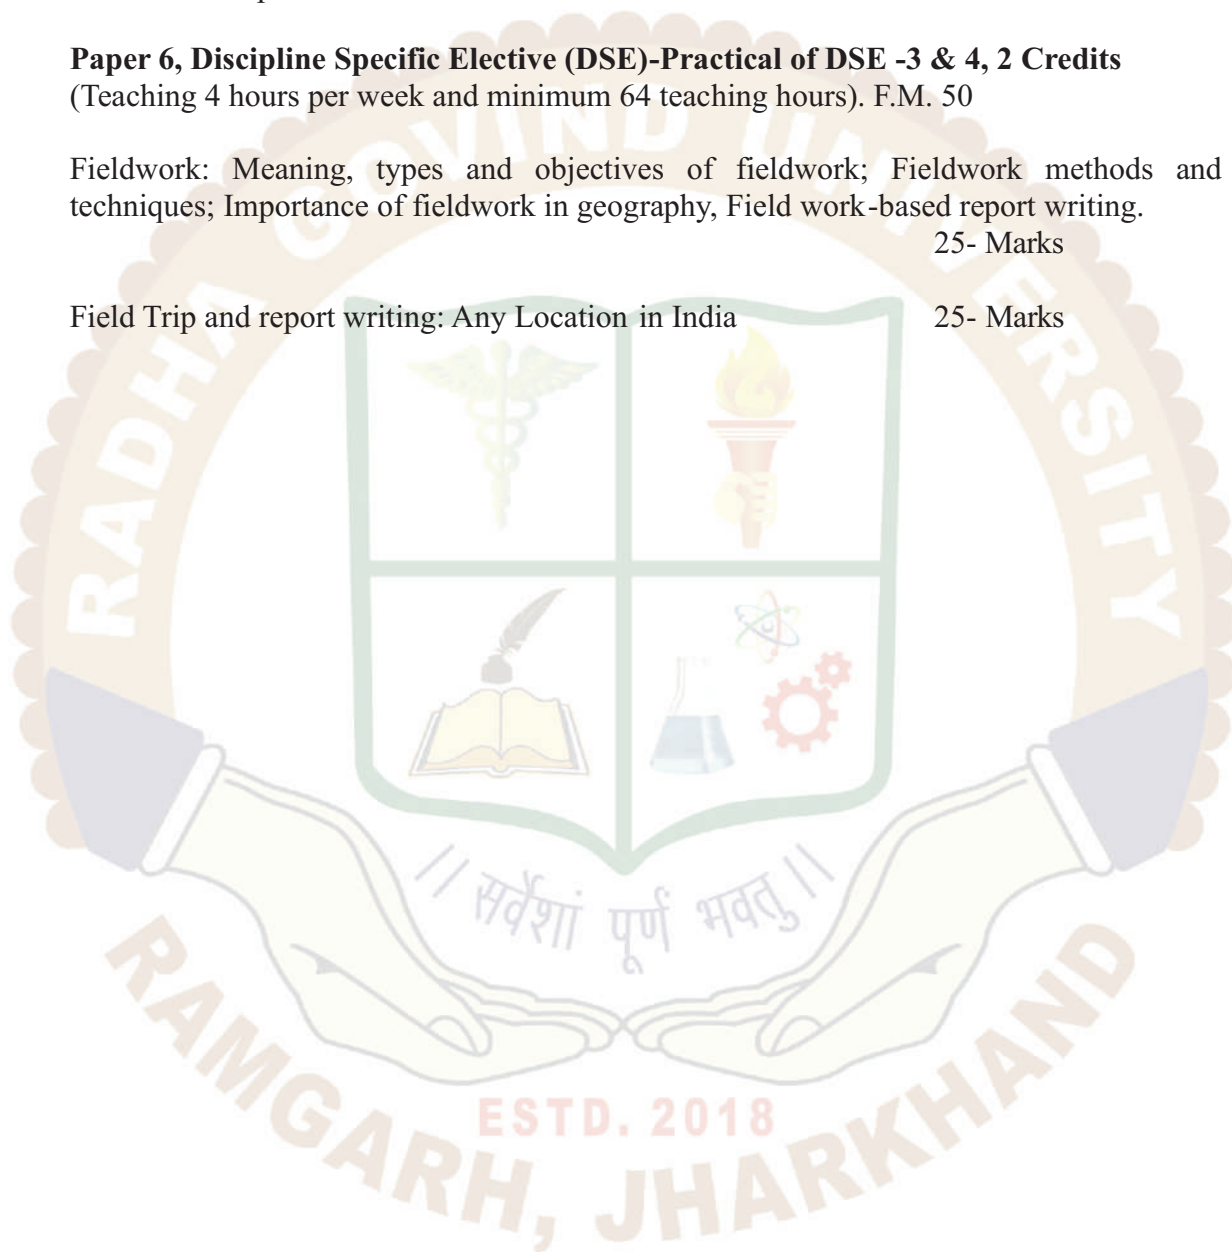 Paper 6, Discipline Specific Elective (DSE)-Practical of DSE -3 & 4, 2 Credits
(Teaching 4 hours per week and minimum 64 teaching hours). F.M. 50
Fieldwork: Meaning, types and objectives of fieldwork; Fieldwork methods and
techniques; Importance of fieldwork in geography, Field work-based report writing.
25- Marks
Field Trip and report writing: Any Location in India 25- Marks
RADHA GOVIND UNIVERSITY
|| सर्वेशां पूर्णं भवतु ||
ESTD. 2018
RAMGARH, JHARKHAND